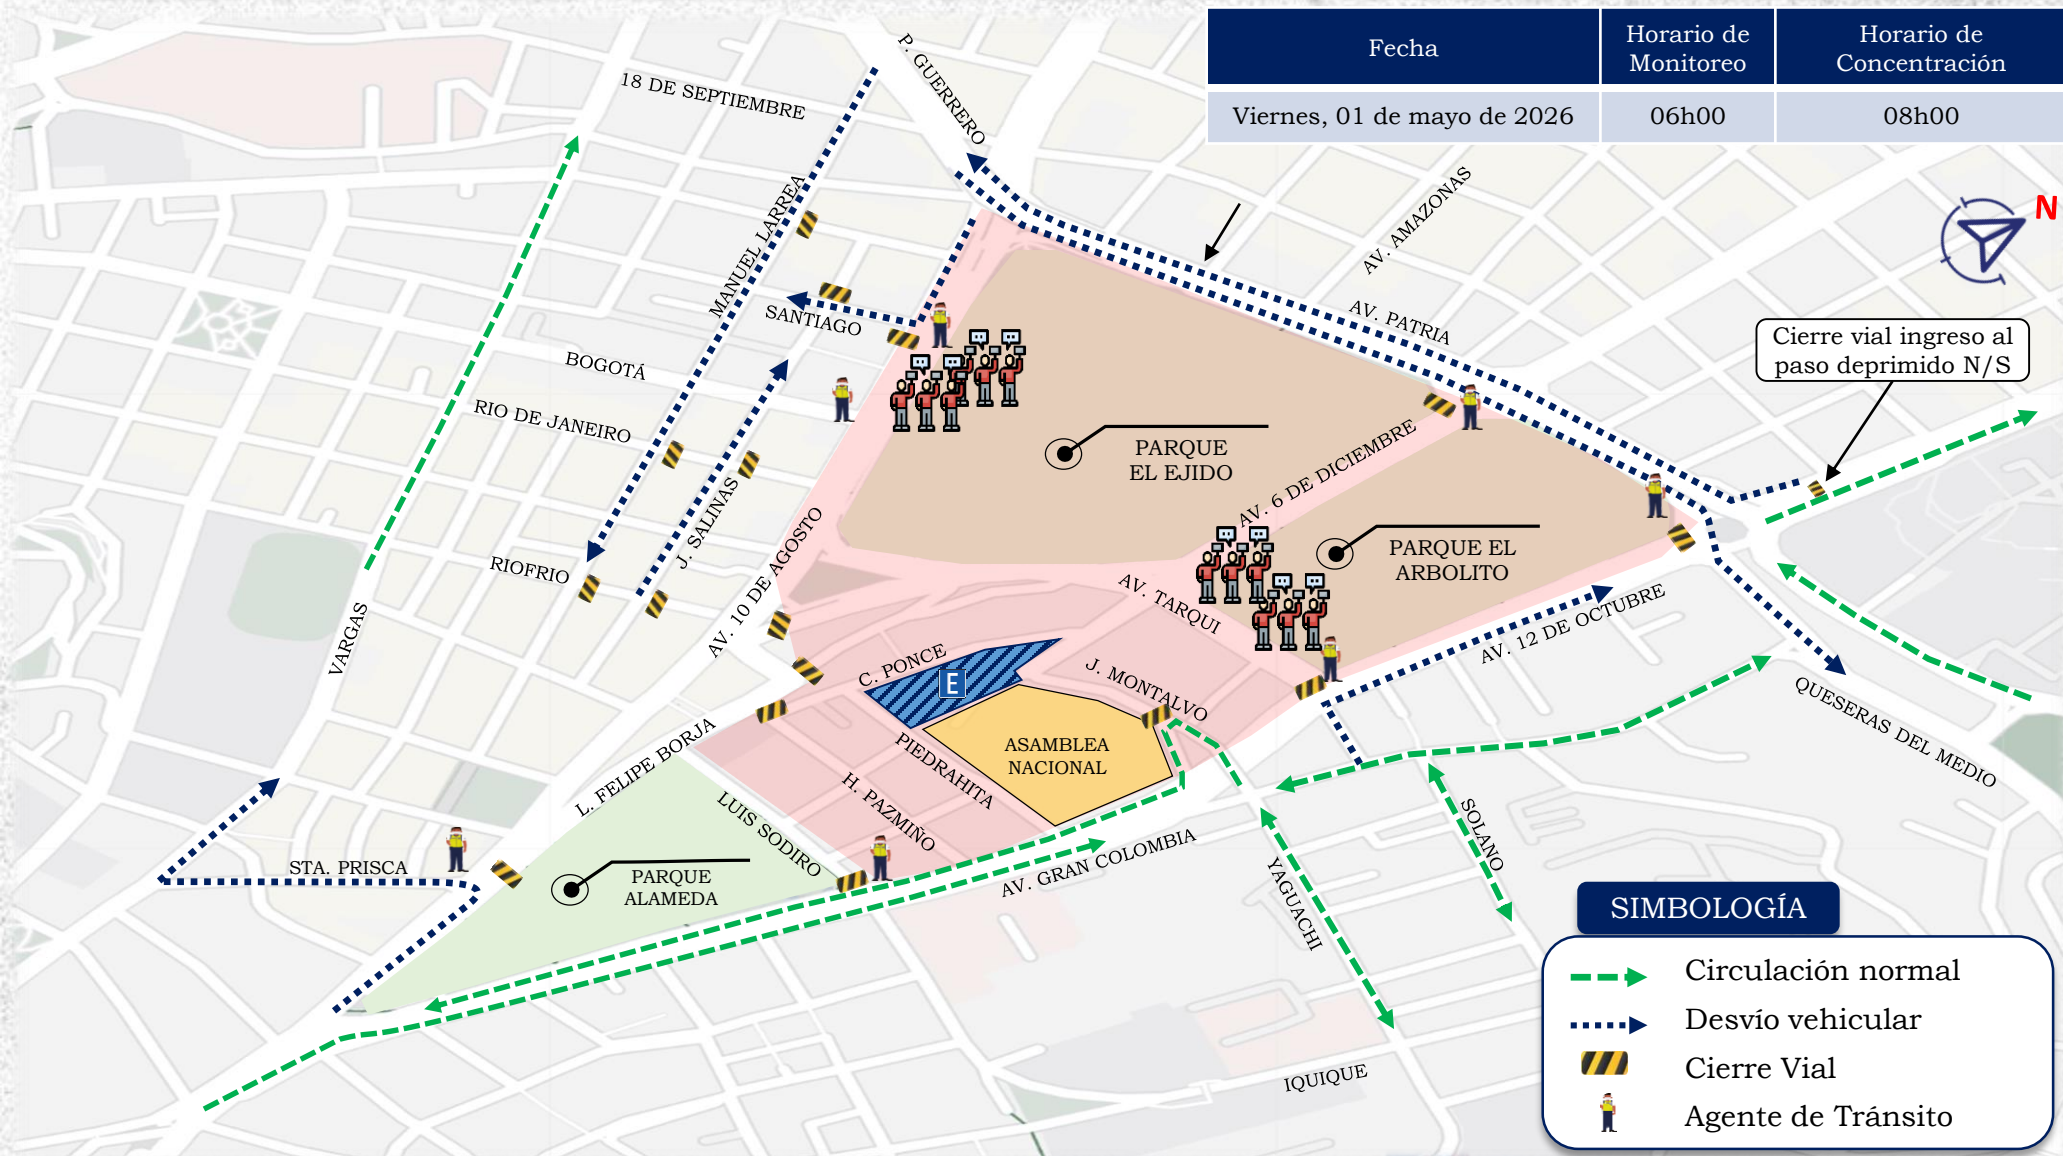 Fecha
Horario de
Monitoreo
Horario de
Concentración
Viernes, 01 de mayo de 2026
06h00
08h00
P. GUERRERO
18 DE SEPTIEMBRE
MANUEL LARREA
SANTIAGO
BOGOTÁ
RIO DE JANEIRO
RIOFRIO
J. SALINAS
VARGAS
AV. 10 DE AGOSTO
AV. AMAZONAS
AV. PATRIA
N
Cierre vial ingreso al
paso deprimido N/S
PARQUE
EL EJIDO
AV. 6 DE DICIEMBRE
PARQUE EL
ARBOLITO
AV. TARQUI
AV. 12 DE OCTUBRE
QUESERAS DEL MEDIO
C. PONCE
E
J. MONTALVO
ASAMBLEA
NACIONAL
PIEDRAHITA
H. PAZMIÑO
L. FELIPE BORJA
LUIS SODIRO
STA. PRISCA
PARQUE
ALAMEDA
AV. GRAN COLOMBIA
YAGUACHI
SOLANO
IQUIQUE
SIMBOLOGÍA
Circulación normal
Desvío vehicular
Cierre Vial
Agente de Tránsito